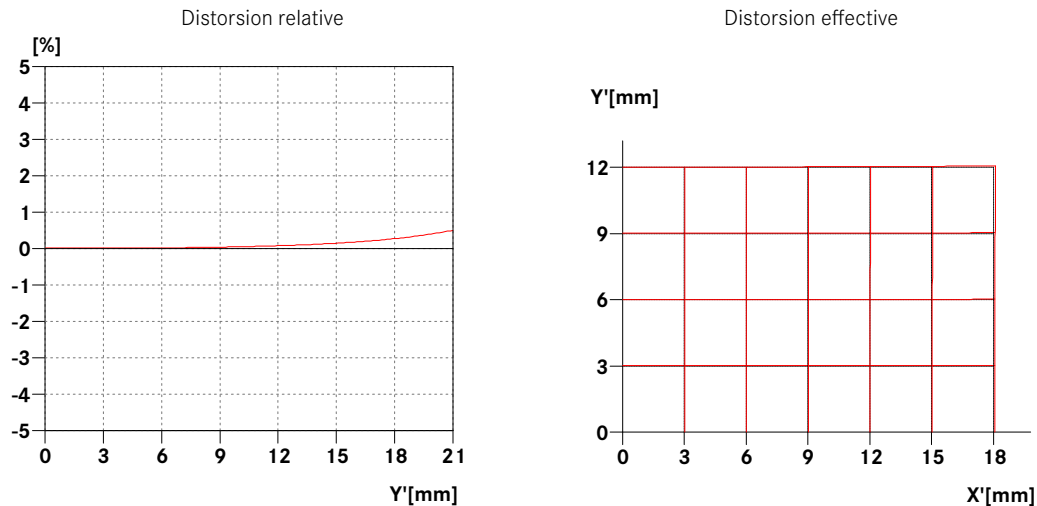 Distorsion relative
[%]
5
4
3
2
1
0
-1
-2
-3
-4
-5
0 3 6 9 12 15 18 21
Y'[mm]
Distorsion effective
Y'[mm]
12
9
6
3
0
0 3 6 9 12 15 18
X'[mm]